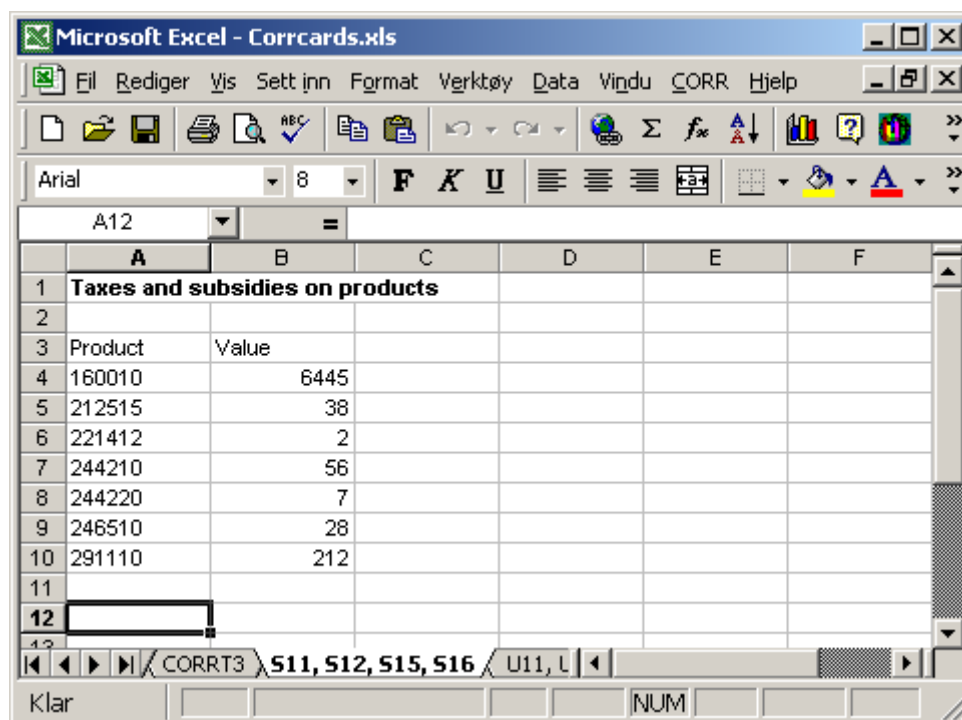 Microsoft Excel - Corrcards.xls
Fil Rediger Vis Sett inn Format Verktøy Data Vindu CORR Hjelp
ABC Σ fx A Z ?
Arial 8 F K U a A
A12 =
A B C D E F
1 Taxes and subsidies on products
2
3 Product Value
4 160010 6445
5 212515 38
6 221412 2
7 244210 56
8 244220 7
9 246510 28
10 291110 212
11
12
13
CORRT3 S11, S12, S15, S16 U11, L
Klar NUM